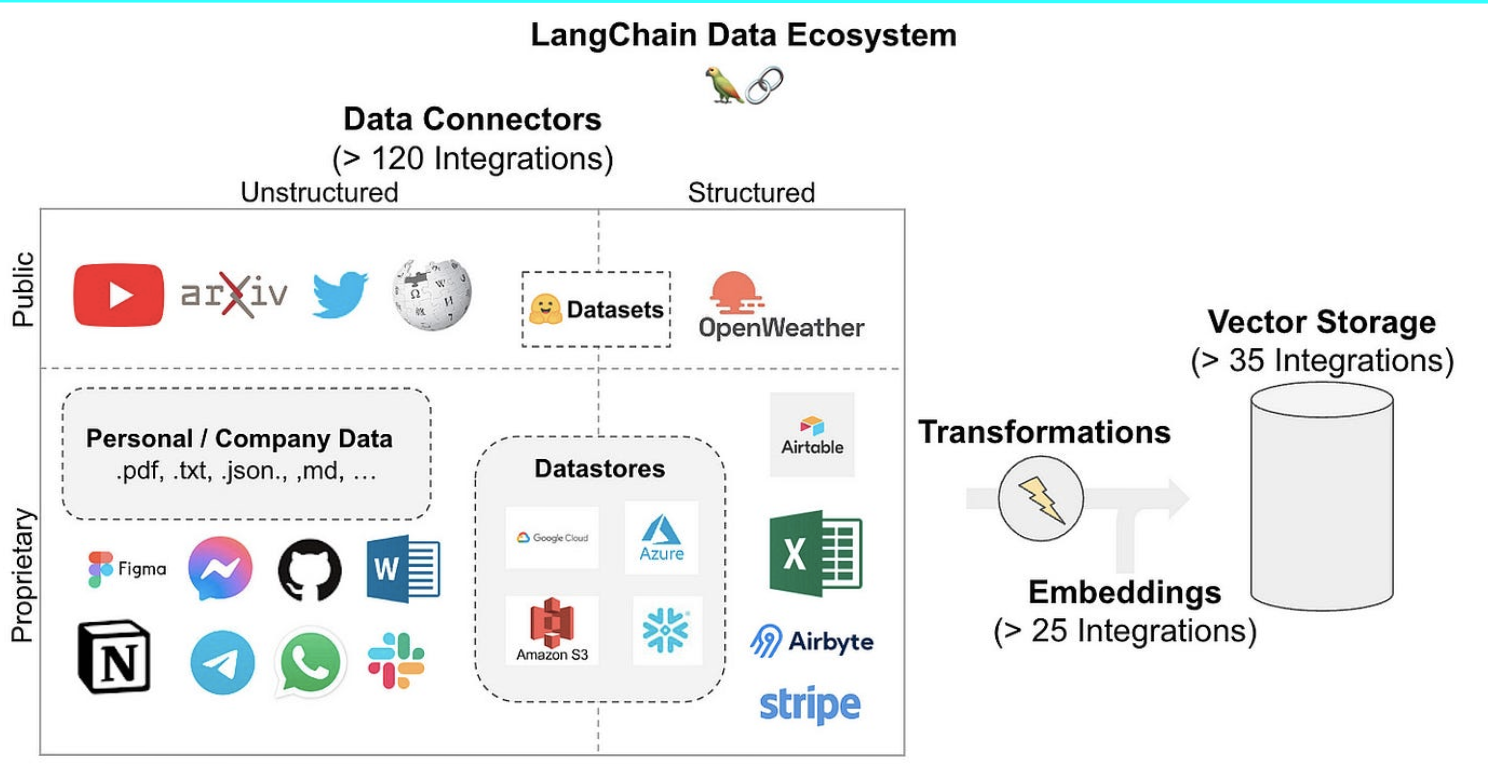 LangChain Data Ecosystem
Data Connectors
(> 120 Integrations)
Unstructured
Structured
Public
arXiv
Ω
W
И
7
Datasets
OpenWeather
Proprietary
Personal / Company Data
.pdf, .txt, .json., ,md, …
Figma
W
N
Datastores
Google Cloud
Azure
Amazon S3
Airtable
X
Airbyte
stripe
Transformations
Embeddings
(> 25 Integrations)
Vector Storage
(> 35 Integrations)